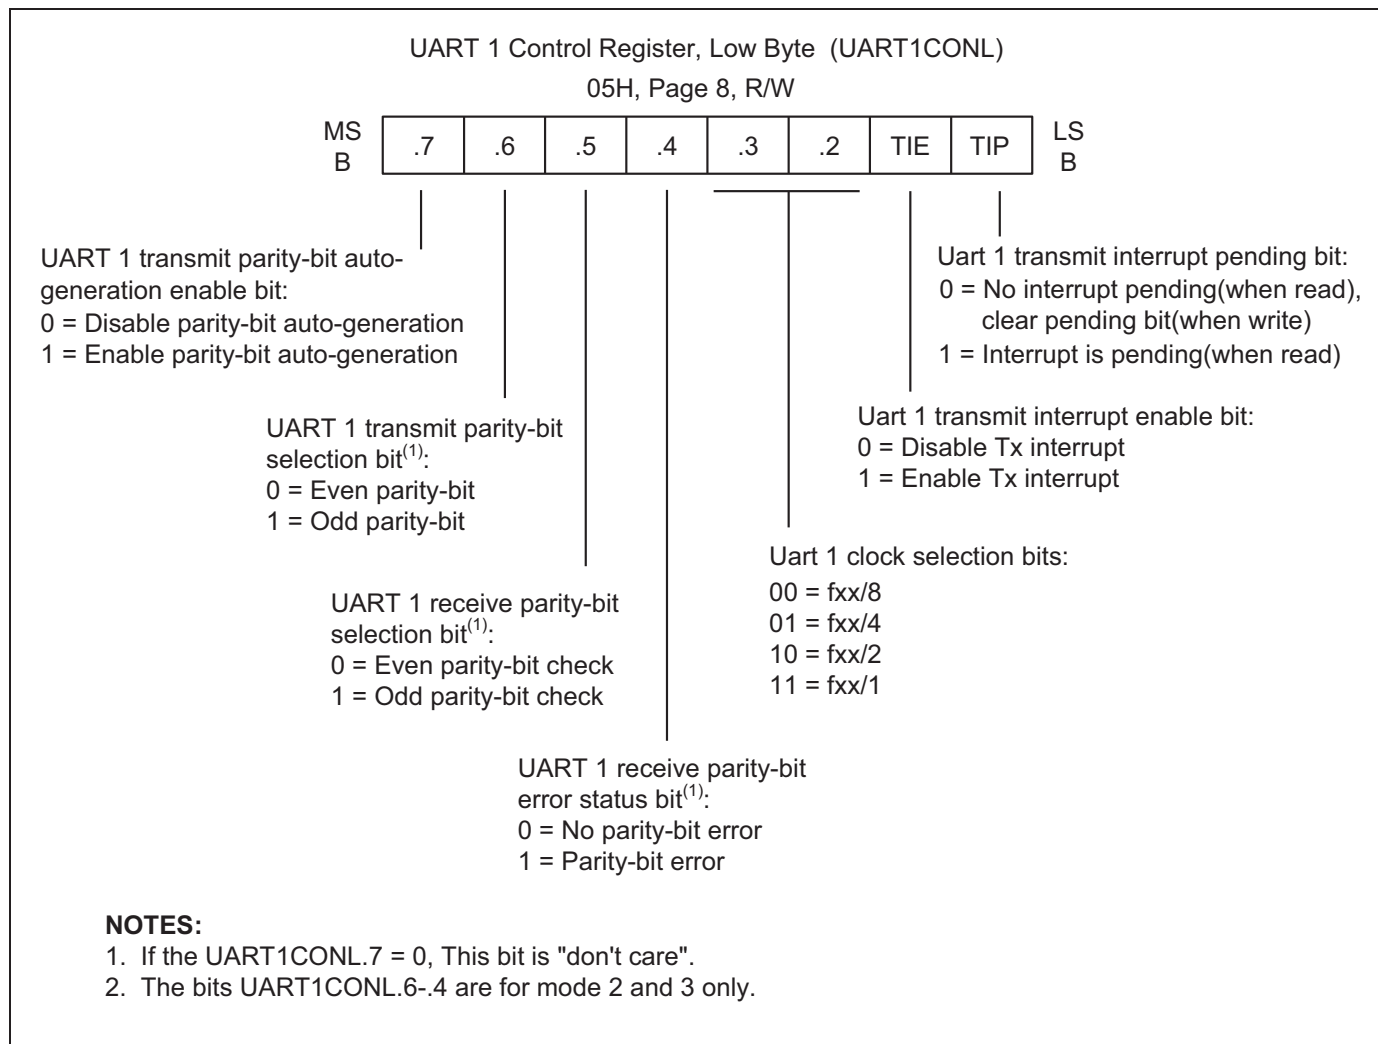 UART 1 Control Register, Low Byte (UART1CONL)
05H, Page 8, R/W
MS
B
.7 .6 .5 .4 .3 .2 TIE TIP
LS
B
UART 1 transmit parity-bit auto-
generation enable bit:
0 = Disable parity-bit auto-generation
1 = Enable parity-bit auto-generation
Uart 1 transmit interrupt pending bit:
0 = No interrupt pending(when read),
clear pending bit(when write)
1 = Interrupt is pending(when read)
UART 1 transmit parity-bit
selection bit(1):
0 = Even parity-bit
1 = Odd parity-bit
Uart 1 transmit interrupt enable bit:
0 = Disable Tx interrupt
1 = Enable Tx interrupt
UART 1 receive parity-bit
selection bit(1):
0 = Even parity-bit check
1 = Odd parity-bit check
Uart 1 clock selection bits:
00 = fxx/8
01 = fxx/4
10 = fxx/2
11 = fxx/1
UART 1 receive parity-bit
error status bit(1):
0 = No parity-bit error
1 = Parity-bit error
NOTES:
1. If the UART1CONL.7 = 0, This bit is "don't care".
2. The bits UART1CONL.6-.4 are for mode 2 and 3 only.